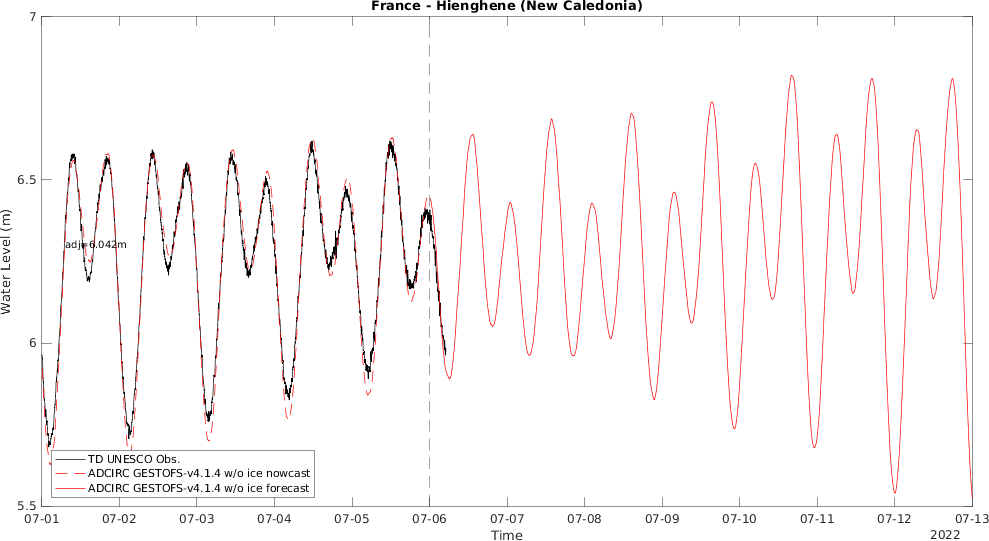 France - Hienghene (New Caledonia)
7
6.5
6
5.5
Water Level (m)
adj=6.042m
TD UNESCO Obs.
ADCIRC GESTOFS-v4.1.4 w/o ice nowcast
ADCIRC GESTOFS-v4.1.4 w/o ice forecast
07-01 07-02 07-03 07-04 07-05 07-06 07-07 07-08 07-09 07-10 07-11 07-12 07-13
Time
2022